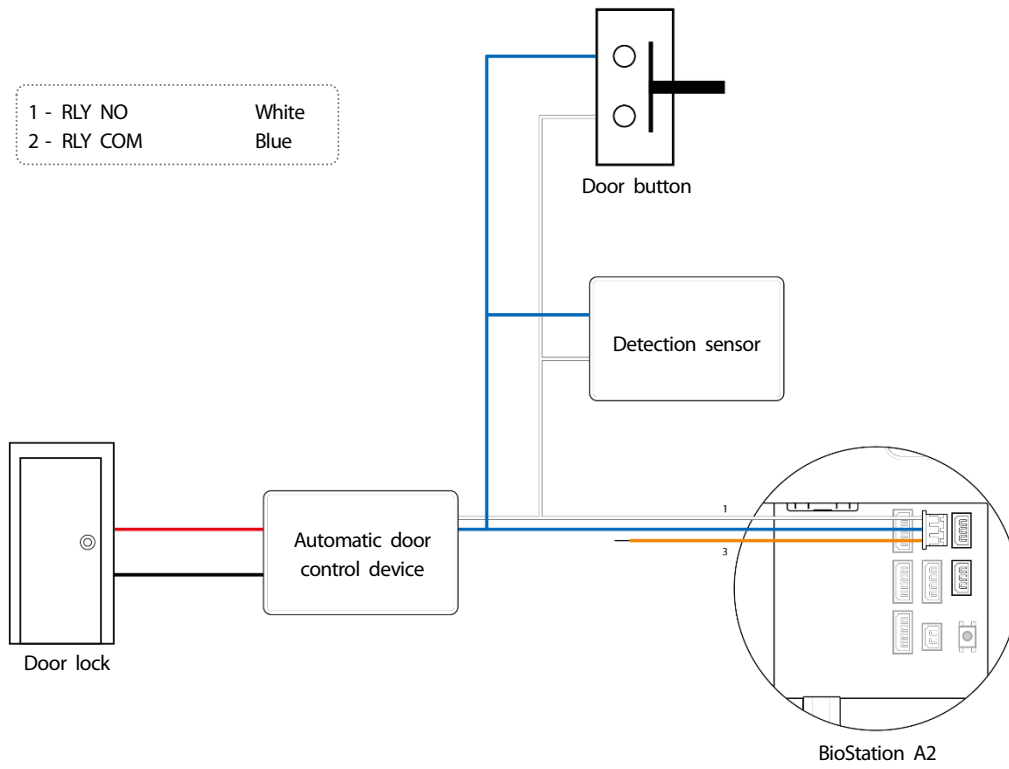 1 - RLY NO White
2 - RLY COM Blue
Door button
Detection sensor
1
3
Automatic door
control device
Door lock
BioStation A2